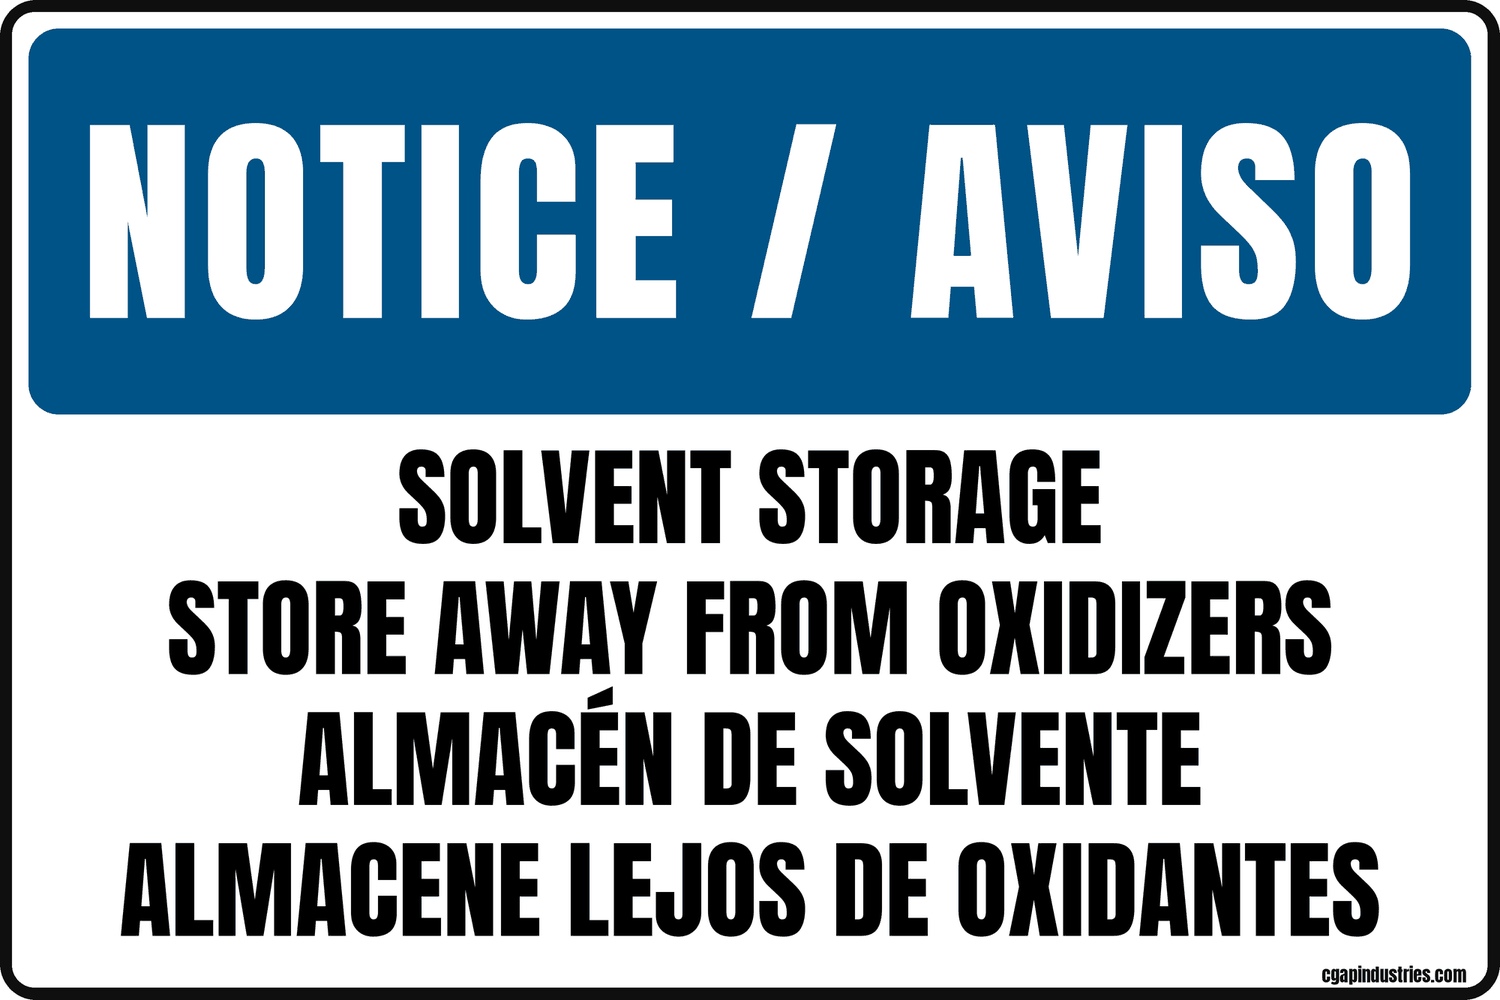 NOTICE / AVISO
SOLVENT STORAGE
STORE AWAY FROM OXIDIZERS
ALMACÉN DE SOLVENTE
ALMACENE LEJOS DE OXIDANTES
cgapindustries.com